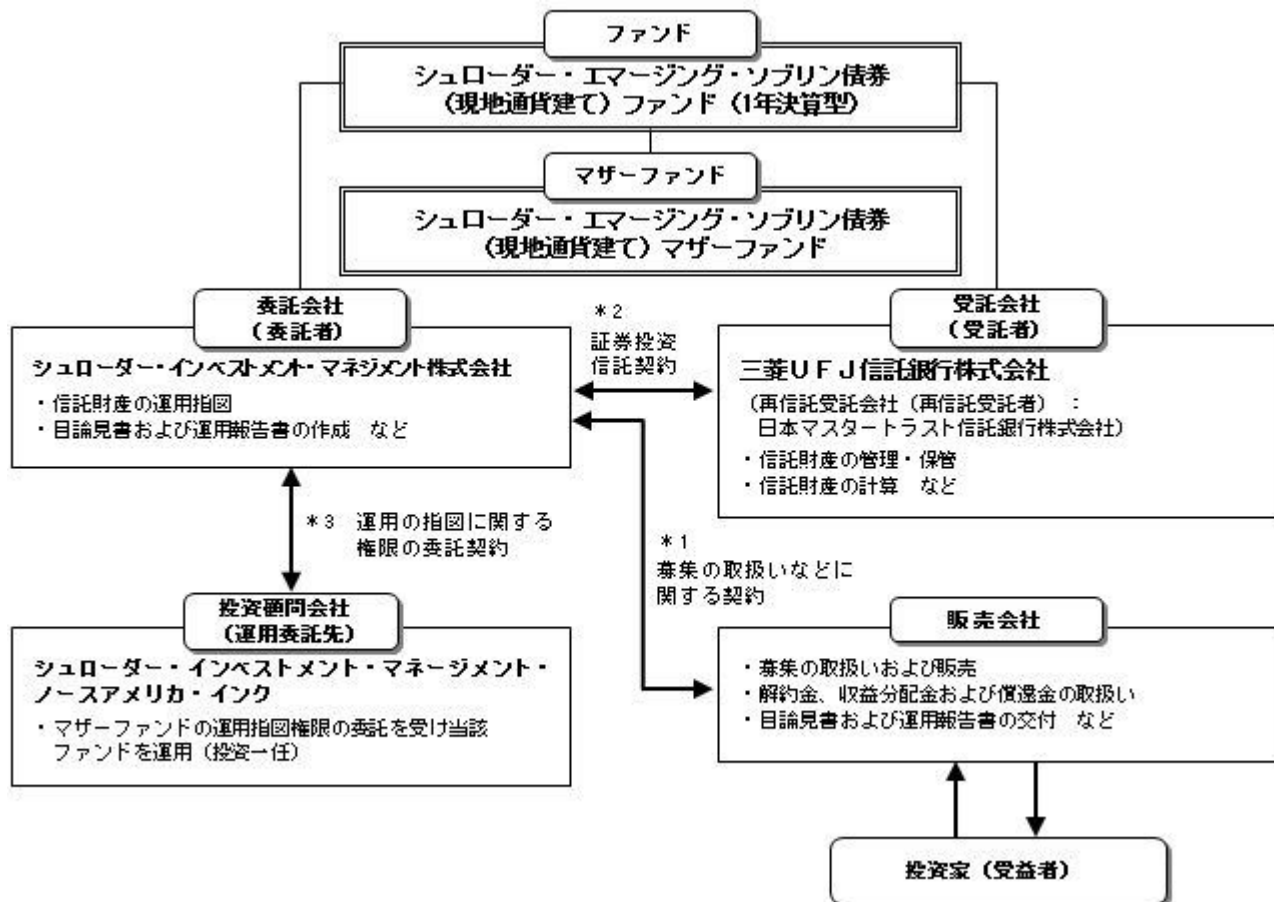 ファンド
シュローダー・エマージング・ソブリン債券
(現地通貨建て) ファンド (1年決算型)
マザーファンド
シュローダー・エマージング・ソブリン債券
(現地通貨建て) マザーファンド
委託会社
(委託者)
シュローダー・インベストメント・マネジメント株式会社
・信託財産の運用指図
・目論見書および運用報告書の作成 など
*2
証券投資
信託契約
受託会社
(受託者)
三菱UFJ信託銀行株式会社
(再信託受託会社 (再信託受託者) :
日本マスタートラスト信託銀行株式会社)
・信託財産の管理・保管
・信託財産の計算 など
*3 運用の指図に関する
権限の委託契約
*1
募集の取扱いなどに
関する契約
投資顧問会社
(運用委託先)
シュローダー・インベストメント・マネージメント・
ノースアメリカ・インク
・マザーファンドの運用指図権限の委託を受け当該
ファンドを運用 (投資一任)
販売会社
・募集の取扱いおよび販売
・解約金、収益分配金および償還金の取扱い
・目論見書および運用報告書の交付 など
投資家 (受益者)